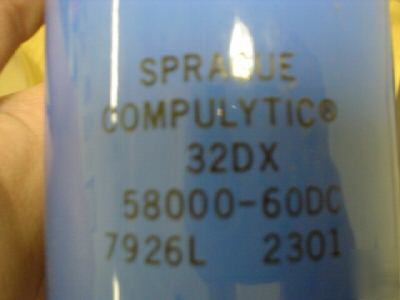 SPRAGUE
COMPULYTIC®
32DX
58000-60DC
7926L 2301